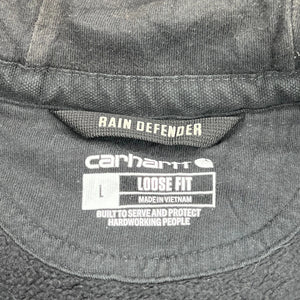 RAIN DEFENDER
carhartt
L LOOSE FIT
MADE IN VIETNAM
BUILT TO SERVE AND PROTECT
HARDWORKING PEOPLE